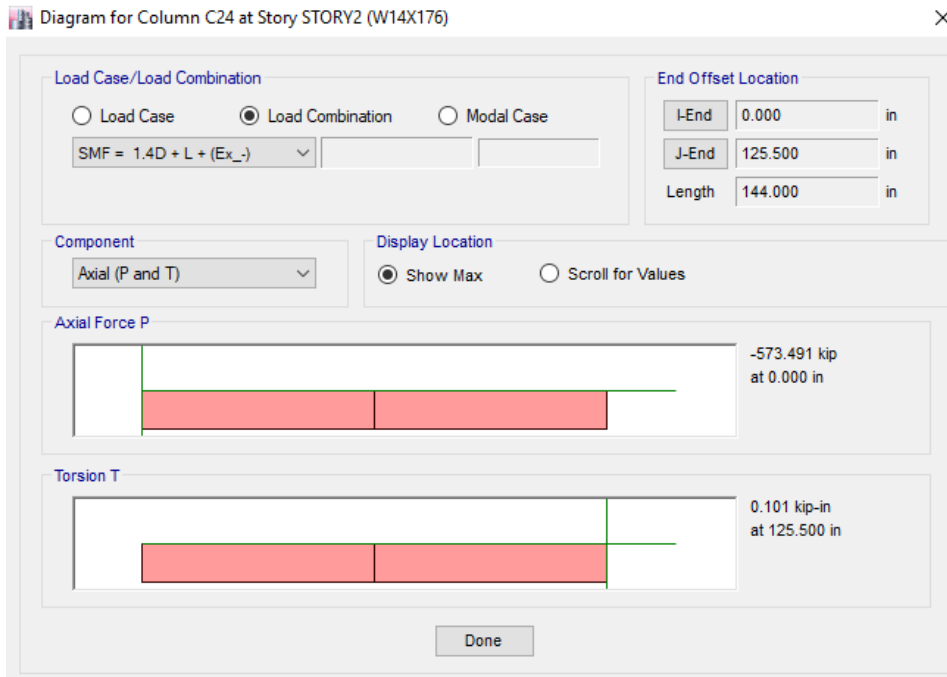 Diagram for Column C24 at Story STORY2 (W14X176)
Load Case/Load Combination
Load Case
Load Combination
Modal Case
SMF = 1.4D + L + (Ex_-)
End Offset Location
I-End 0.000 in
J-End 125.500 in
Length 144.000 in
Component
Axial (P and T)
Display Location
Show Max
Scroll for Values
Axial Force P
-573.491 kip
at 0.000 in
Torsion T
0.101 kip-in
at 125.500 in
Done